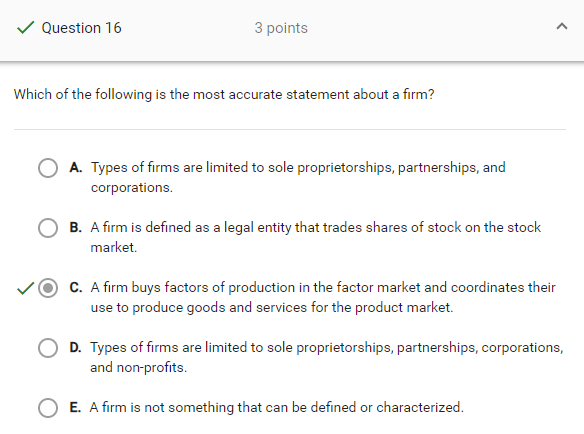 Question 16 3 points
Which of the following is the most accurate statement about a firm?
A. Types of firms are limited to sole proprietorships, partnerships, and
corporations.
B. A firm is defined as a legal entity that trades shares of stock on the stock
market.
C. A firm buys factors of production in the factor market and coordinates their
use to produce goods and services for the product market.
D. Types of firms are limited to sole proprietorships, partnerships, corporations,
and non-profits.
E. A firm is not something that can be defined or characterized.